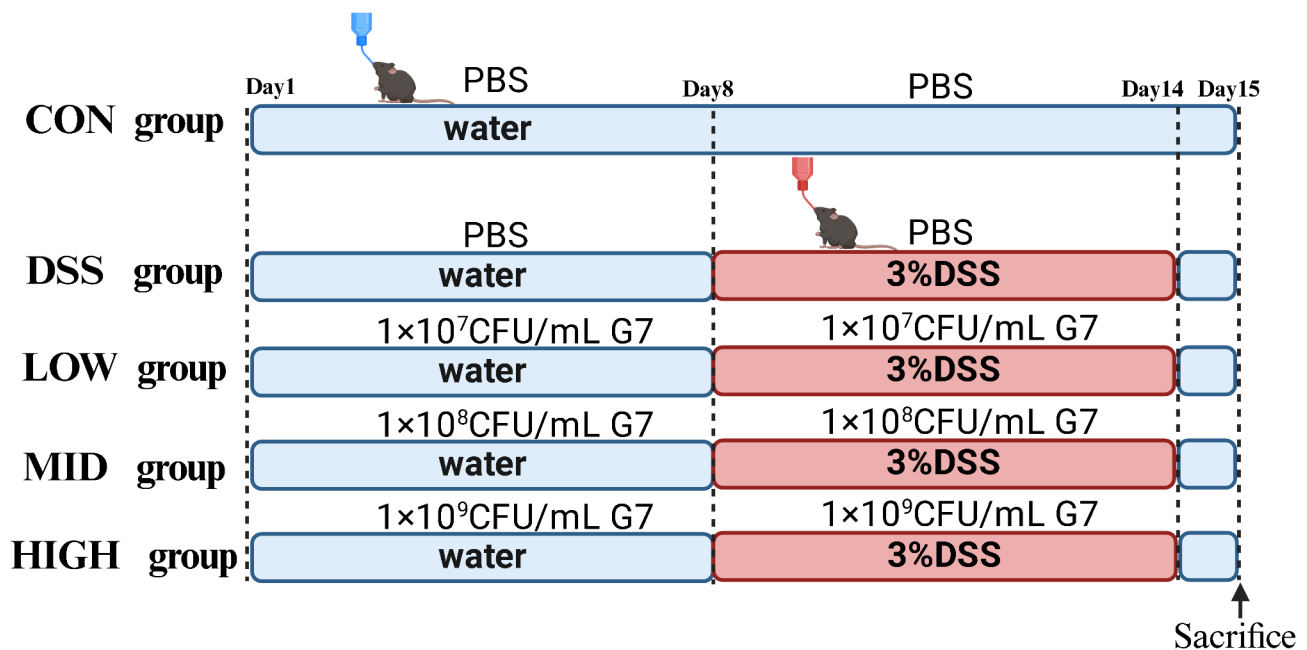 PBS PBS
Day1 Day8 Day14 Day15
CON group water
PBS PBS
DSS group water 3%DSS
1×10⁷CFU/mL G7 1×10⁷CFU/mL G7
LOW group water 3%DSS
1×10⁸CFU/mL G7 1×10⁸CFU/mL G7
MID group water 3%DSS
1×10⁹CFU/mL G7 1×10⁹CFU/mL G7
HIGH group water 3%DSS
Sacrifice